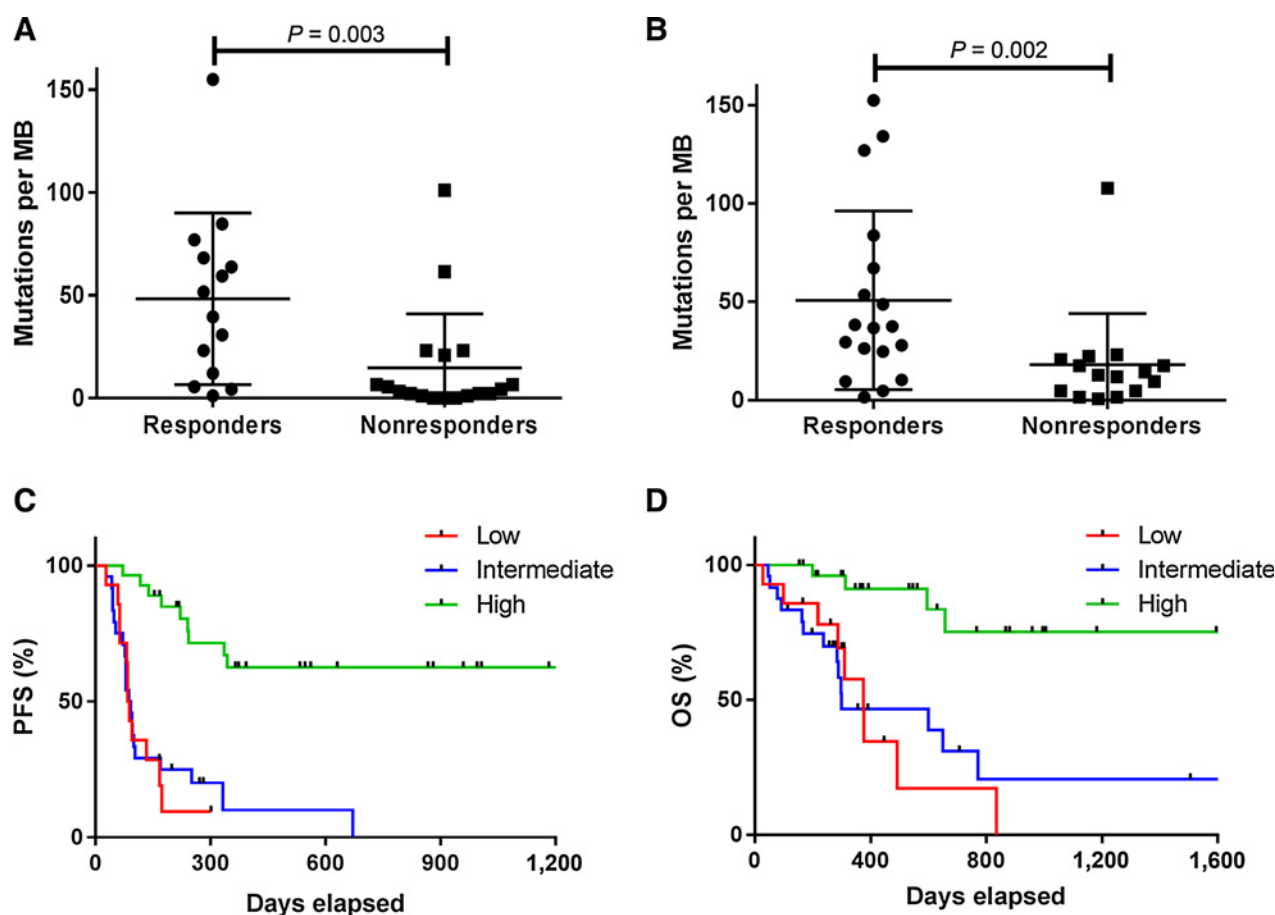 A
P = 0.003
Mutations per MB
150
100
50
0
Responders
Nonresponders
B
P = 0.002
Mutations per MB
150
100
50
0
Responders
Nonresponders
C
Low
Intermediate
High
PFS (%)
100
50
0
0 300 600 900 1,200
Days elapsed
D
Low
Intermediate
High
OS (%)
100
50
0
0 400 800 1,200 1,600
Days elapsed